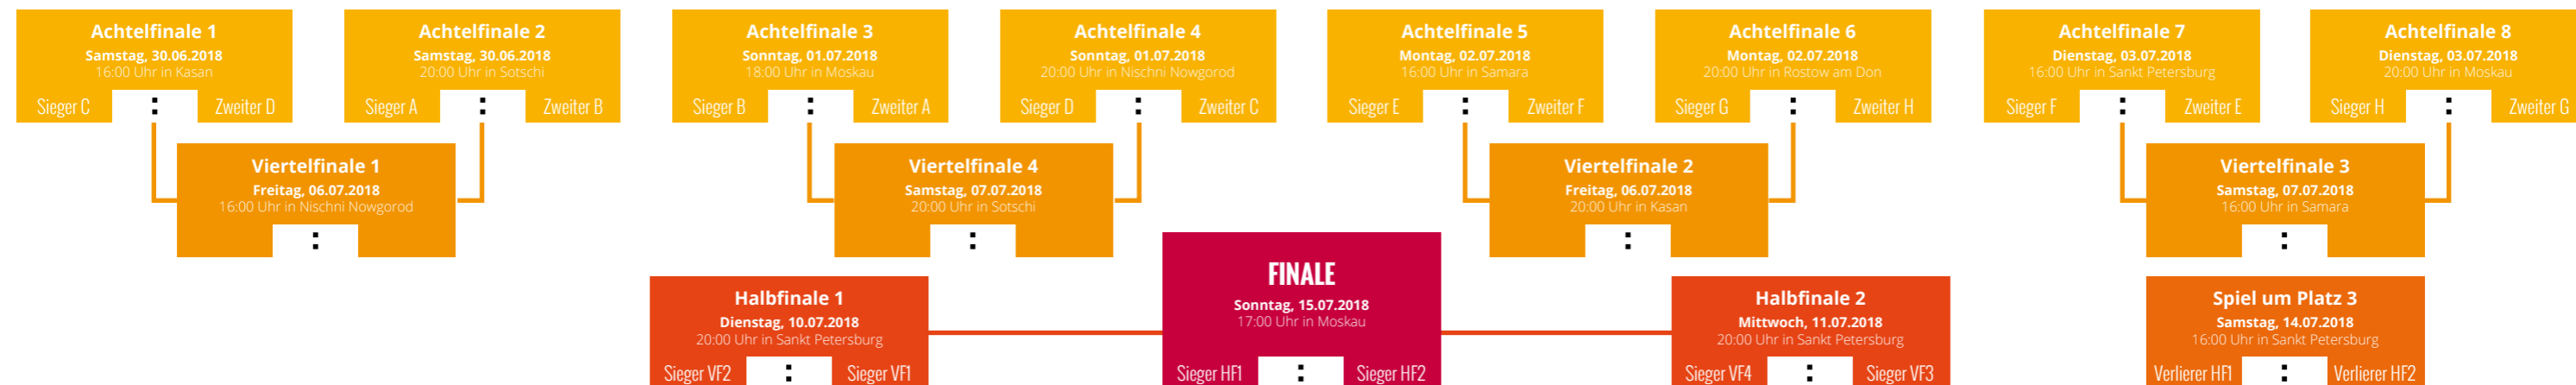 Achtelfinale 1
Samstag, 30.06.2018
16:00 Uhr in Kasan
Sieger C : Zweiter D
Achtelfinale 2
Samstag, 30.06.2018
20:00 Uhr in Sotschi
Sieger A : Zweiter B
Achtelfinale 3
Sonntag, 01.07.2018
18:00 Uhr in Moskau
Sieger B : Zweiter A
Achtelfinale 4
Sonntag, 01.07.2018
20:00 Uhr in Nischni Nowgorod
Sieger D : Zweiter C
Achtelfinale 5
Montag, 02.07.2018
16:00 Uhr in Samara
Sieger E : Zweiter F
Achtelfinale 6
Montag, 02.07.2018
20:00 Uhr in Rostow am Don
Sieger G : Zweiter H
Achtelfinale 7
Dienstag, 03.07.2018
16:00 Uhr in Sankt Petersburg
Sieger F : Zweiter E
Achtelfinale 8
Dienstag, 03.07.2018
20:00 Uhr in Moskau
Sieger H : Zweiter G
Viertelfinale 1
Freitag, 06.07.2018
16:00 Uhr in Nischni Nowgorod
:
Viertelfinale 4
Samstag, 07.07.2018
20:00 Uhr in Sotschi
:
Viertelfinale 2
Freitag, 06.07.2018
20:00 Uhr in Kasan
:
Viertelfinale 3
Samstag, 07.07.2018
16:00 Uhr in Samara
:
Halbfinale 1
Dienstag, 10.07.2018
20:00 Uhr in Sankt Petersburg
Sieger VF2 : Sieger VF1
FINALE
Sonntag, 15.07.2018
17:00 Uhr in Moskau
Sieger HF1 : Sieger HF2
Halbfinale 2
Mittwoch, 11.07.2018
20:00 Uhr in Sankt Petersburg
Sieger VF4 : Sieger VF3
Spiel um Platz 3
Samstag, 14.07.2018
16:00 Uhr in Sankt Petersburg
Verlierer HF1 : Verlierer HF2